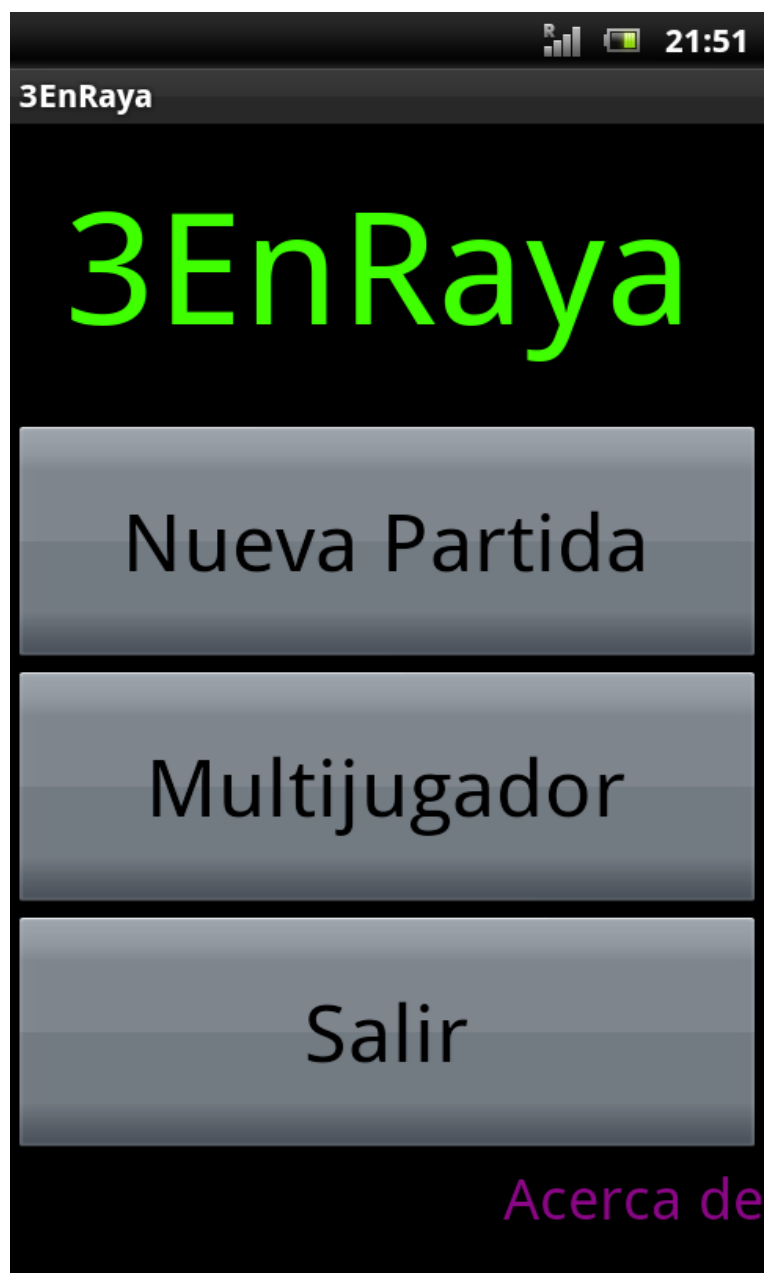 R 21:51
3EnRaya
3EnRaya
Nueva Partida
Multijugador
Salir
Acerca de